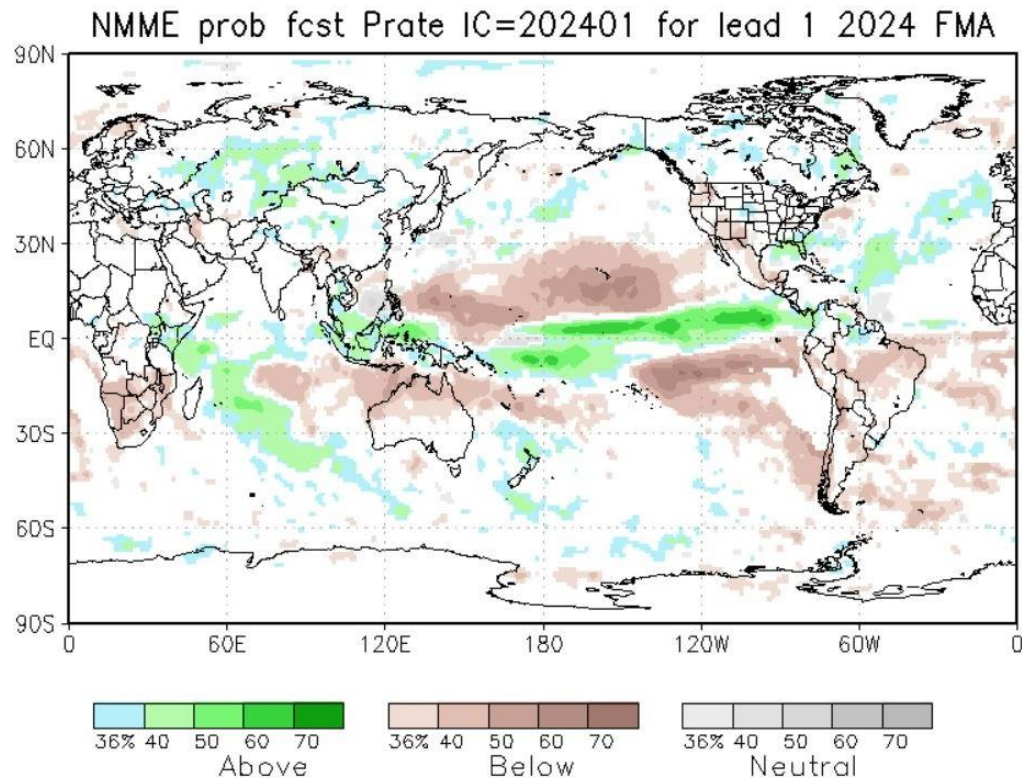 NMME prob fcst Prate IC=202401 for lead 1 2024 FMA
90N
60N
30N
EQ
30S
60S
90S
0 60E 120E 180 120W 60W 0
36% 40 50 60 70
Above
36% 40 50 60 70
Below
36% 40 50 60 70
Neutral